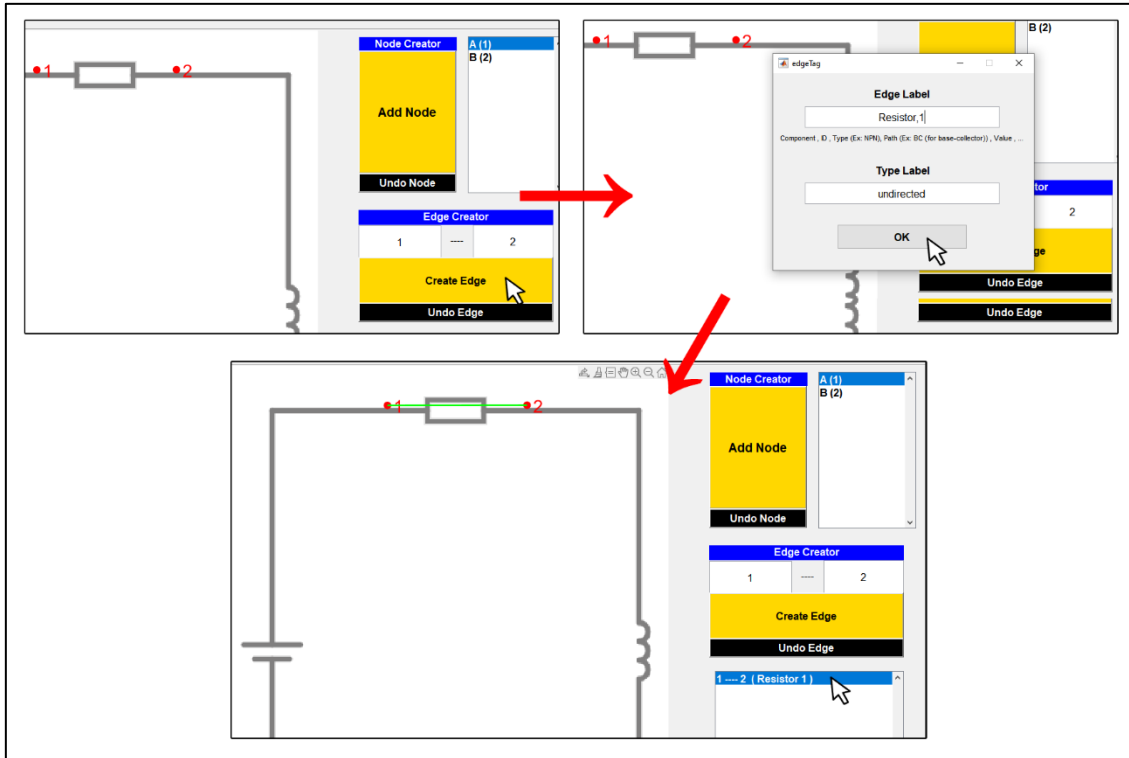 1
2
Node Creator
Add Node
Undo Node
A (1)
B (2)
Edge Creator
1 ---- 2
Create Edge
Undo Edge
1
2
B (2)
edgeTag
Edge Label
Resistor,1
Component , ID , Type (Ex: NPN), Path (Ex: BC (for base-collector)) , Value , ...
Type Label
undirected
OK
tor
2
ge
Undo Edge
Undo Edge
1
2
Node Creator
Add Node
Undo Node
A (1)
B (2)
Edge Creator
1 ---- 2
Create Edge
Undo Edge
1 ---- 2 ( Resistor 1 )